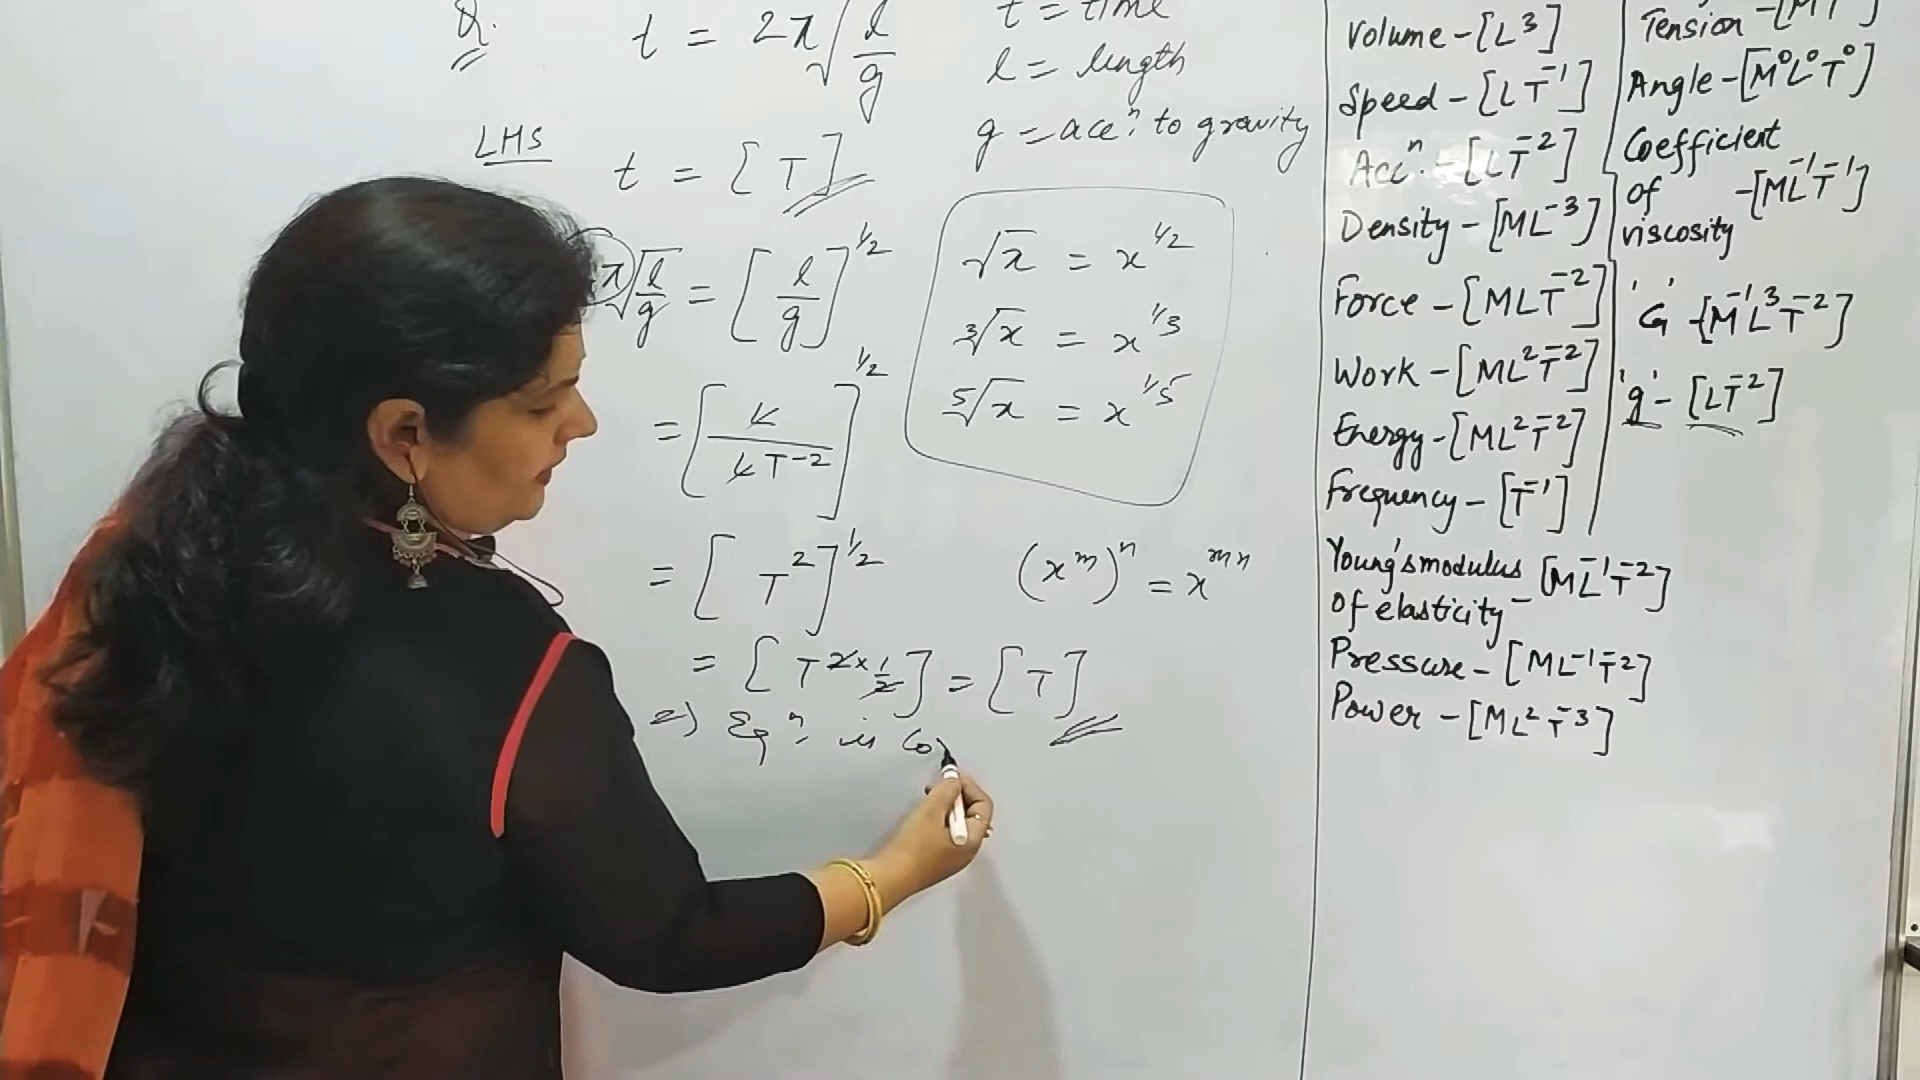 Q. t = 2π√(l/g)
t = time
l = length
g = accⁿ. to gravity
LHS
t = [T]
π√(l/g) = [l/g]^1/2
= [L/LT⁻²]^1/2
= [T²]^1/2
= [T^2×1/2] = [T]
=) Eqⁿ. is Co
√x = x^1/2
³√x = x^1/3
⁵√x = x^1/5
(x^m)^n = x^mn
Volume - [L³]
Speed - [LT⁻¹]
Accⁿ. - [LT⁻²]
Density - [ML⁻³]
Force - [MLT⁻²]
Work - [ML²T⁻²]
Energy - [ML²T⁻²]
Frequency - [T⁻¹]
Young's modulus [ML⁻¹T⁻²]
of elasticity -
Pressure - [ML⁻¹T⁻²]
Power - [ML²T⁻³]
Tension -
Angle - [M⁰L⁰T⁰]
Coefficient
of - [ML⁻¹T⁻¹]
viscosity
'G' - [M⁻¹L³T⁻²]
'g' - [LT⁻²]